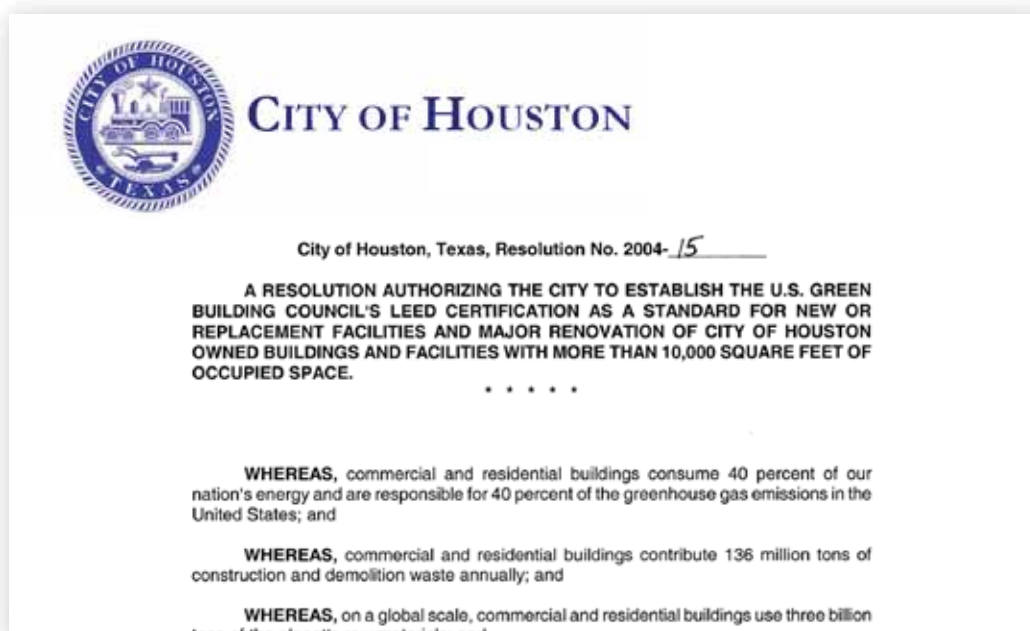 CITY OF HOUSTON
TEXAS
CITY OF HOUSTON
City of Houston, Texas, Resolution No. 2004- 15
A RESOLUTION AUTHORIZING THE CITY TO ESTABLISH THE U.S. GREEN
BUILDING COUNCIL'S LEED CERTIFICATION AS A STANDARD FOR NEW OR
REPLACEMENT FACILITIES AND MAJOR RENOVATION OF CITY OF HOUSTON
OWNED BUILDINGS AND FACILITIES WITH MORE THAN 10,000 SQUARE FEET OF
OCCUPIED SPACE.
* * * * *
WHEREAS, commercial and residential buildings consume 40 percent of our
nation's energy and are responsible for 40 percent of the greenhouse gas emissions in the
United States; and
WHEREAS, commercial and residential buildings contribute 136 million tons of
construction and demolition waste annually; and
WHEREAS, on a global scale, commercial and residential buildings use three billion